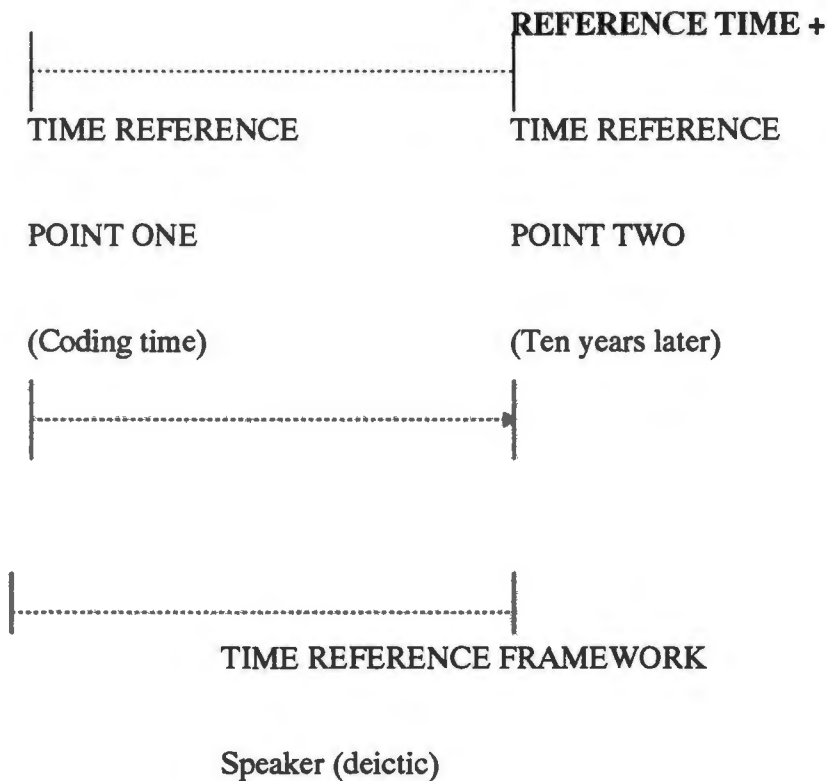 REFERENCE TIME +
TIME REFERENCE TIME REFERENCE
POINT ONE POINT TWO
(Coding time) (Ten years later)
TIME REFERENCE FRAMEWORK
Speaker (deictic)